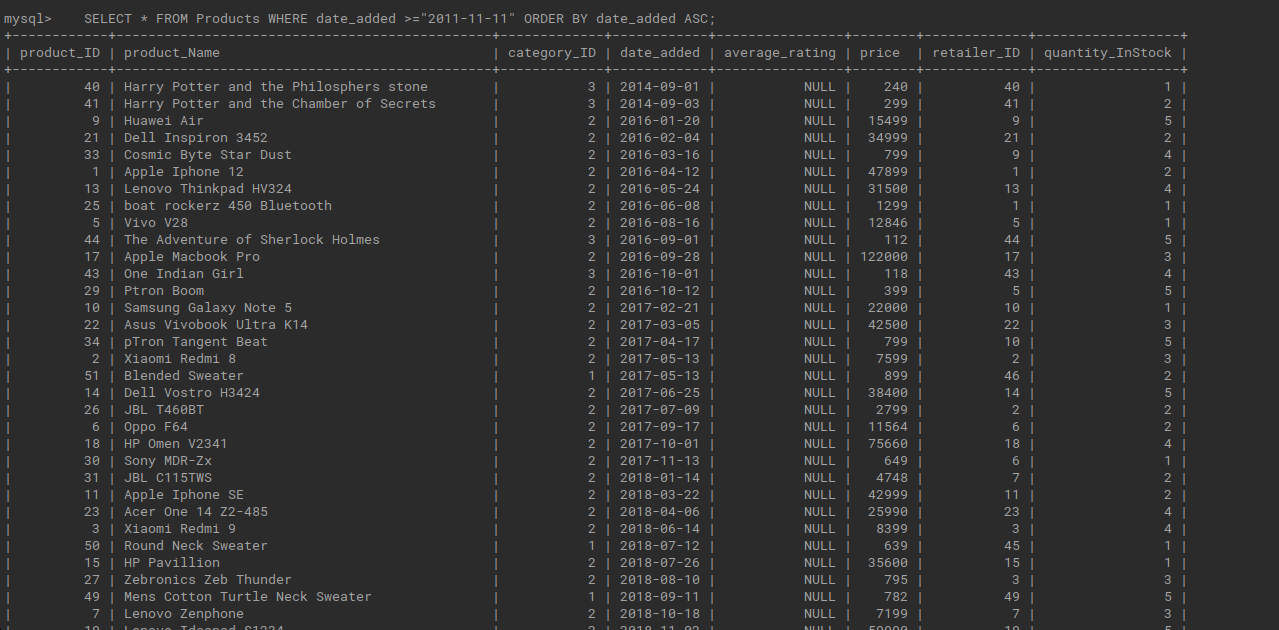 mysql>    SELECT * FROM Products WHERE date_added >="2011-11-11" ORDER BY date_added ASC;
+------------+-----------------------------------------------+-------------+------------+----------------+--------+-------------+------------------+
| product_ID | product_Name                                  | category_ID | date_added | average_rating | price  | retailer_ID | quantity_InStock |
+------------+-----------------------------------------------+-------------+------------+----------------+--------+-------------+------------------+
| 40 | Harry Potter and the Philosphers stone | 3 | 2014-09-01 | NULL | 240 | 40 | 1 |
| 41 | Harry Potter and the Chamber of Secrets | 3 | 2014-09-03 | NULL | 299 | 41 | 2 |
| 9 | Huawei Air | 2 | 2016-01-20 | NULL | 15499 | 9 | 5 |
| 21 | Dell Inspiron 3452 | 2 | 2016-02-04 | NULL | 34999 | 21 | 2 |
| 33 | Cosmic Byte Star Dust | 2 | 2016-03-16 | NULL | 799 | 9 | 4 |
| 1 | Apple Iphone 12 | 2 | 2016-04-12 | NULL | 47899 | 1 | 2 |
| 13 | Lenovo Thinkpad HV324 | 2 | 2016-05-24 | NULL | 31500 | 13 | 4 |
| 25 | boat rockerz 450 Bluetooth | 2 | 2016-06-08 | NULL | 1299 | 1 | 1 |
| 5 | Vivo V28 | 2 | 2016-08-16 | NULL | 12846 | 5 | 1 |
| 44 | The Adventure of Sherlock Holmes | 3 | 2016-09-01 | NULL | 112 | 44 | 5 |
| 17 | Apple Macbook Pro | 2 | 2016-09-28 | NULL | 122000 | 17 | 3 |
| 43 | One Indian Girl | 3 | 2016-10-01 | NULL | 118 | 43 | 4 |
| 29 | Ptron Boom | 2 | 2016-10-12 | NULL | 399 | 5 | 5 |
| 10 | Samsung Galaxy Note 5 | 2 | 2017-02-21 | NULL | 22000 | 10 | 1 |
| 22 | Asus Vivobook Ultra K14 | 2 | 2017-03-05 | NULL | 42500 | 22 | 3 |
| 34 | pTron Tangent Beat | 2 | 2017-04-17 | NULL | 799 | 10 | 5 |
| 2 | Xiaomi Redmi 8 | 2 | 2017-05-13 | NULL | 7599 | 2 | 3 |
| 51 | Blended Sweater | 1 | 2017-05-13 | NULL | 899 | 46 | 2 |
| 14 | Dell Vostro H3424 | 2 | 2017-06-25 | NULL | 38400 | 14 | 5 |
| 26 | JBL T460BT | 2 | 2017-07-09 | NULL | 2799 | 2 | 2 |
| 6 | Oppo F64 | 2 | 2017-09-17 | NULL | 11564 | 6 | 2 |
| 18 | HP Omen V2341 | 2 | 2017-10-01 | NULL | 75660 | 18 | 4 |
| 30 | Sony MDR-Zx | 2 | 2017-11-13 | NULL | 649 | 6 | 1 |
| 31 | JBL C115TWS | 2 | 2018-01-14 | NULL | 4748 | 7 | 2 |
| 11 | Apple Iphone SE | 2 | 2018-03-22 | NULL | 42999 | 11 | 2 |
| 23 | Acer One 14 Z2-485 | 2 | 2018-04-06 | NULL | 25990 | 23 | 4 |
| 3 | Xiaomi Redmi 9 | 2 | 2018-06-14 | NULL | 8399 | 3 | 4 |
| 50 | Round Neck Sweater | 1 | 2018-07-12 | NULL | 639 | 45 | 1 |
| 15 | HP Pavillion | 2 | 2018-07-26 | NULL | 35600 | 15 | 1 |
| 27 | Zebronics Zeb Thunder | 2 | 2018-08-10 | NULL | 795 | 3 | 3 |
| 49 | Mens Cotton Turtle Neck Sweater | 1 | 2018-09-11 | NULL | 782 | 49 | 5 |
| 7 | Lenovo Zenphone | 2 | 2018-10-18 | NULL | 7199 | 7 | 3 |